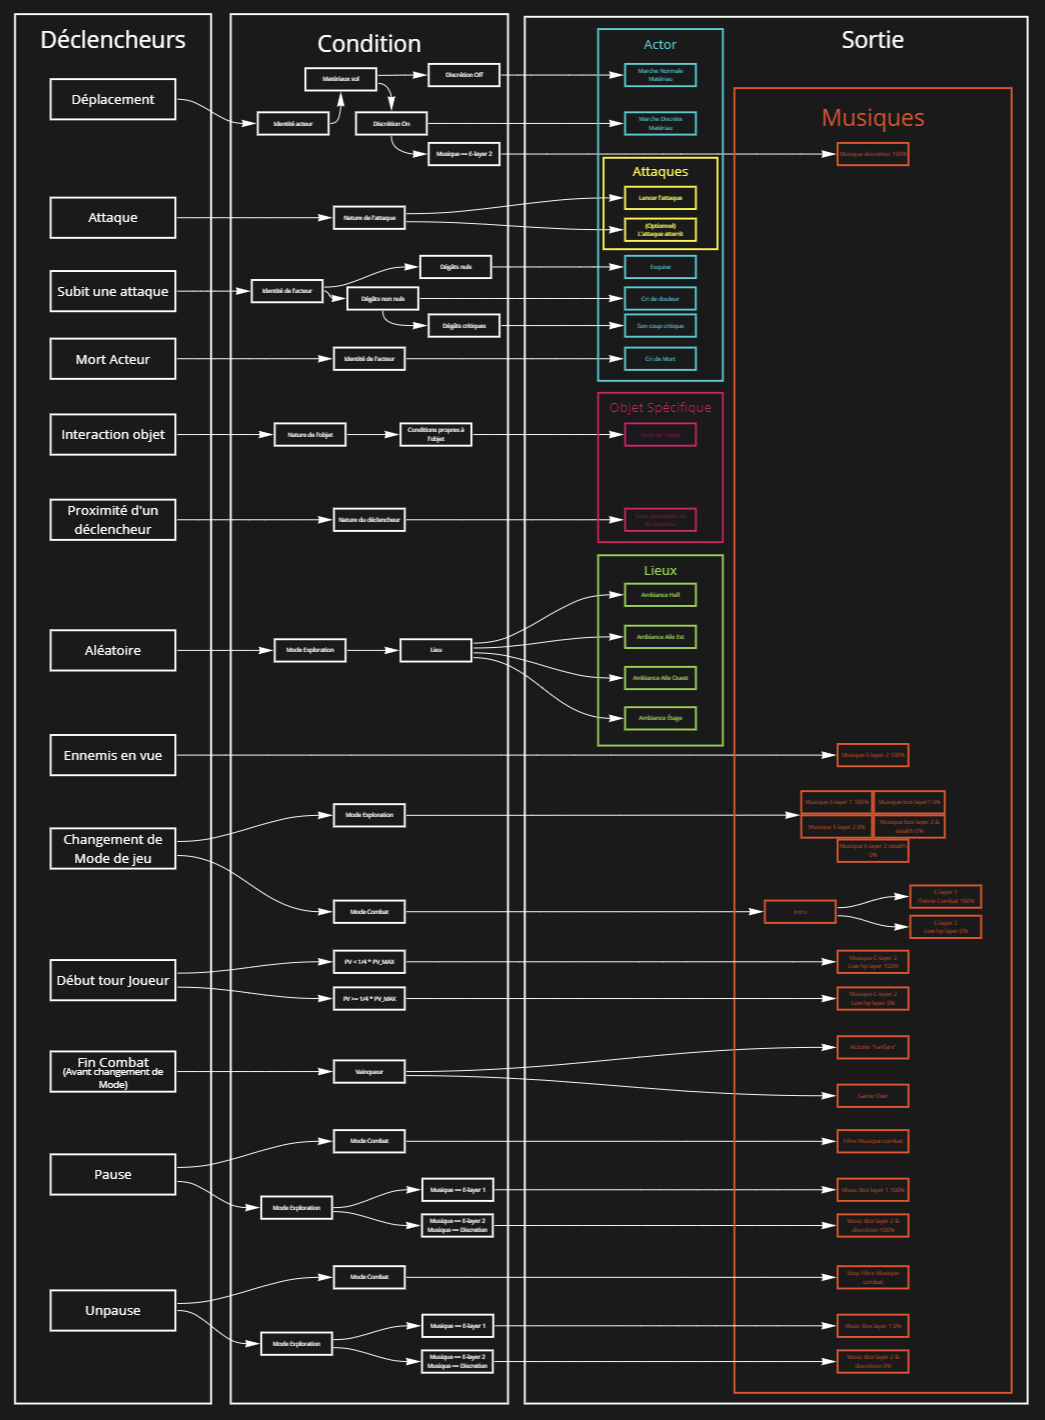 Déclencheurs
Condition
Sortie
Actor
Musiques
Déplacement
Identité acteur
Matériaux sol
Discrétion Off
Discrétion On
Musique == E-layer 2
Marche Normale
Matériau
Marche Discrète
Matériau
Musique discretion 100%
Attaques
Attaque
Nature de l'attaque
Lancer l'attaque
(Optionnel)
L'attaque atterrit
Subit une attaque
Identité de l'acteur
Dégâts nuls
Dégâts non nuls
Dégâts critiques
Esquive
Cri de douleur
Son coup critique
Mort Acteur
Identité de l'acteur
Cri de Mort
Objet Spécifique
Interaction objet
Nature de l'objet
Conditions propres à
l'objet
Sons de l'objet
Proximité d'un
déclencheur
Nature du déclencheur
déclencheur
Lieux
Aléatoire
Mode Exploration
Lieu
Ambiance Hall
Ambiance Aile Est
Ambiance Aile Ouest
Ambiance Étage
Ennemis en vue
Musique E-layer 2 100%
Changement de
Mode de jeu
Mode Exploration
Musique E-layer 1 100%
Musique box layer1 0%
Musique E-layer 2 0%
Musique box layer 2 &
stealth 0%
Musique E-layer 2 stealth
0%
Mode Combat
Intro
C-layer 1
Thème Combat 100%
C-layer 2
Low hp layer 0%
Début tour Joueur
PV < 1/4 * PV_MAX
Musique C-layer 2
Low hp layer 100%
PV >= 1/4 * PV_MAX
Musique C-layer 2
Low hp layer 0%
Fin Combat
(Avant changement de
Mode)
Vainqueur
Victoire "Fanfare"
Game Over
Pause
Mode Combat
Filtre Musique combat
Mode Exploration
Musique == E-layer 1
Music Box layer 1 100%
Musique == E-layer 2
Musique == Discretion
Music Box layer 2 &
discrétion 100%
Unpause
Mode Combat
Stop Filtre Musique
combat
Mode Exploration
Musique == E-layer 1
Music Box layer 1 0%
Musique == E-layer 2
Musique == Discretion
Music Box layer 2 &
discrétion 0%